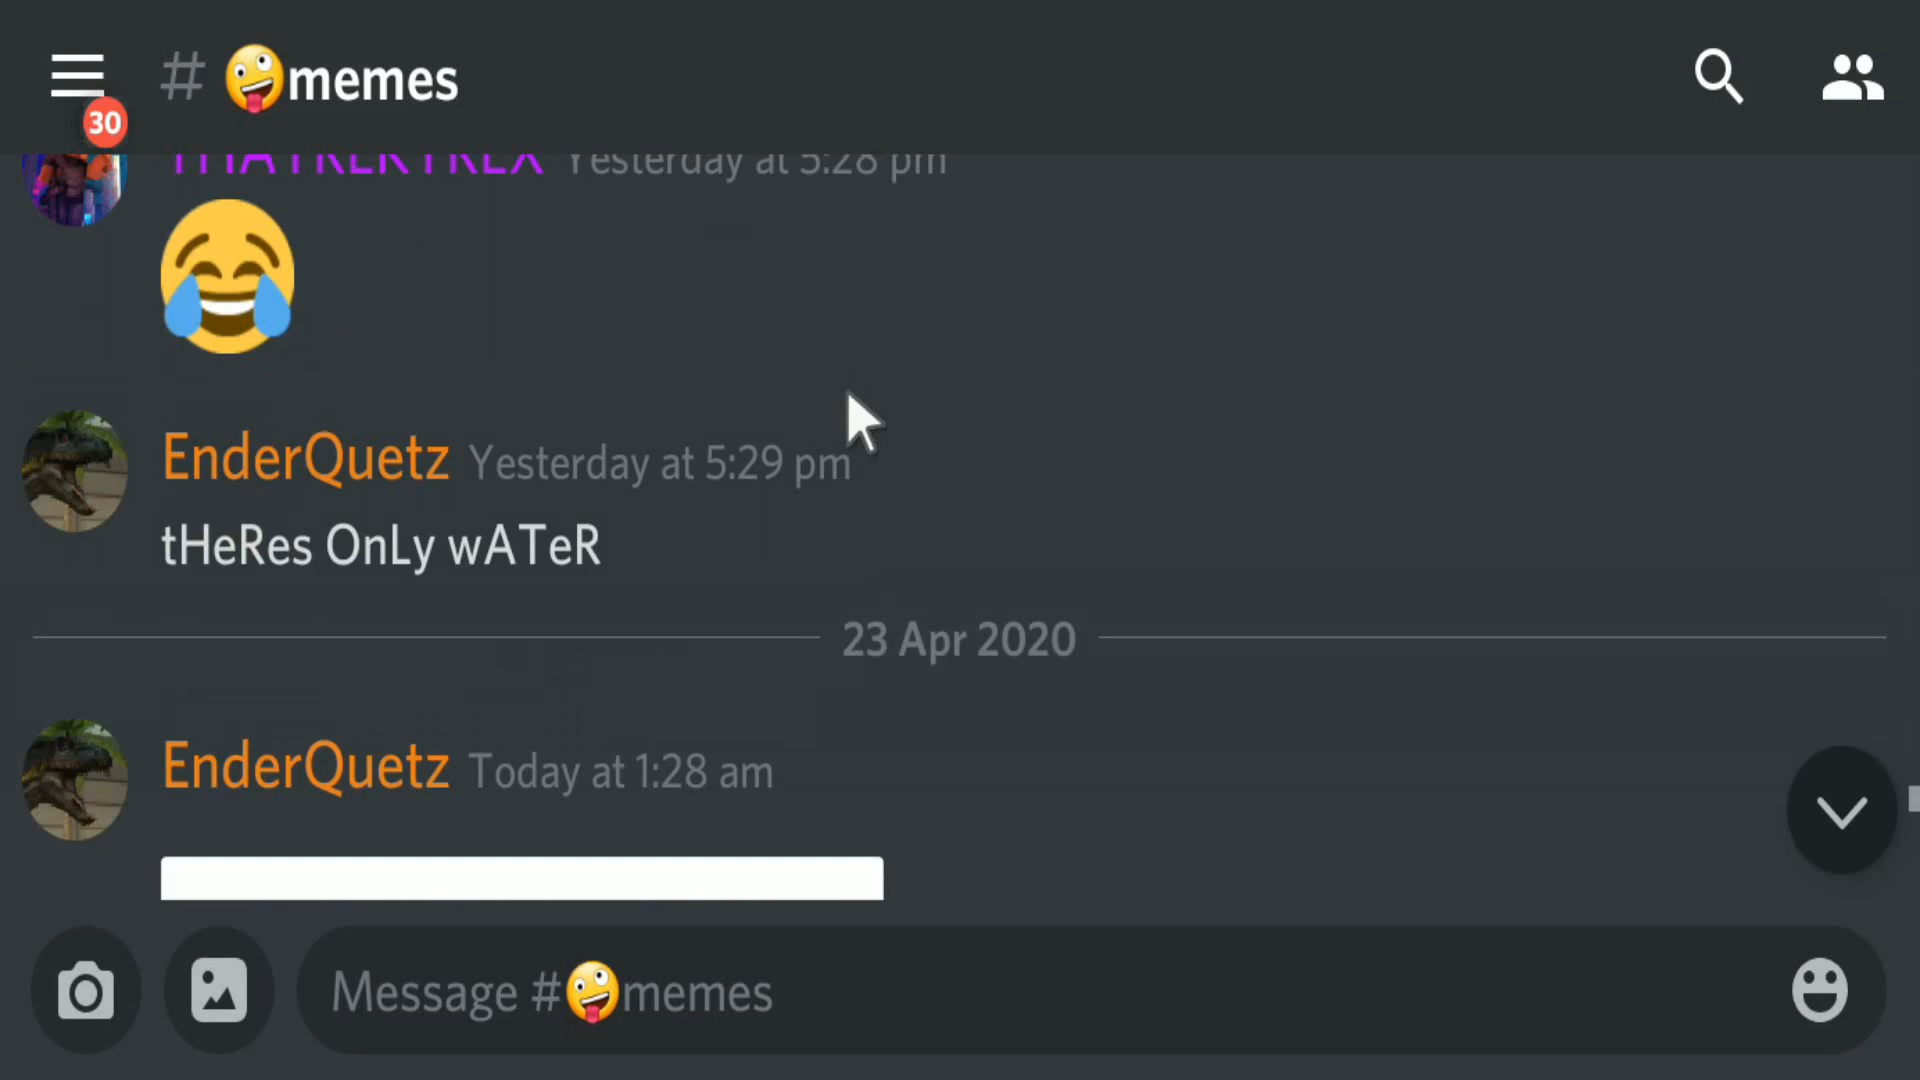 # 🤪memes
30
Yesterday at 5:28 pm
EnderQuetz Yesterday at 5:29 pm
tHeRes OnLy wATeR
23 Apr 2020
EnderQuetz Today at 1:28 am
Message #🤪memes